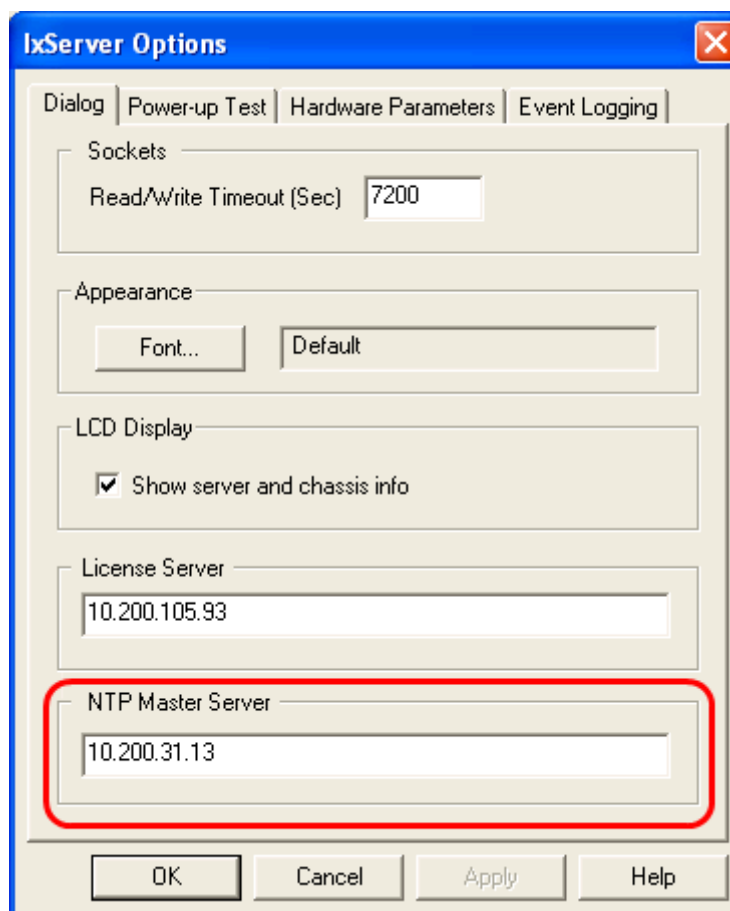 IxServer Options
Dialog Power-up Test Hardware Parameters Event Logging
Sockets
Read/Write Timeout (Sec) 7200
Appearance
Font... Default
LCD Display
Show server and chassis info
License Server
10.200.105.93
NTP Master Server
10.200.31.13
OK Cancel Apply Help